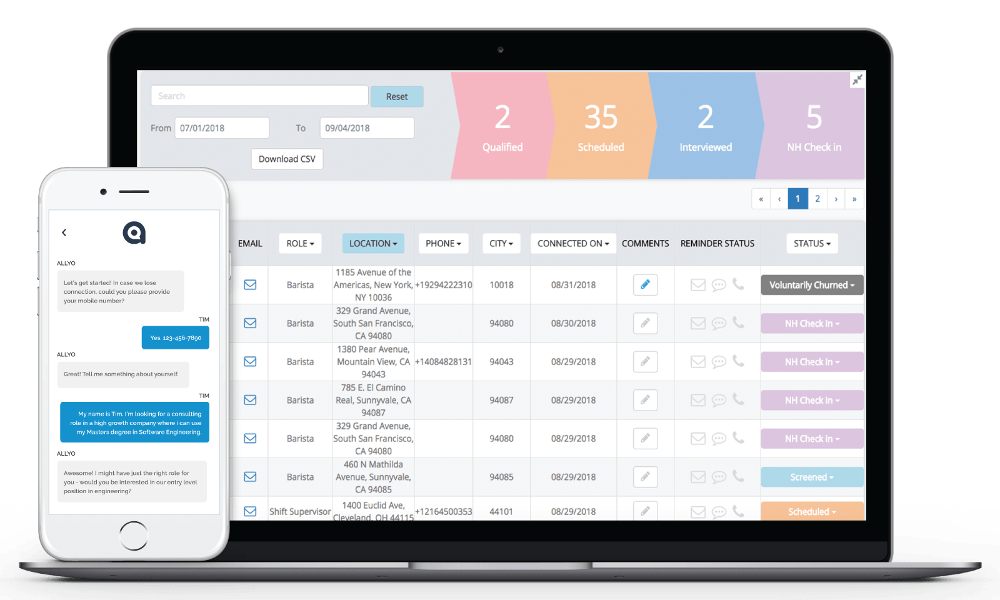 Search
Reset
From
07/01/2018
To
09/04/2018
Download CSV
2
Qualified
35
Scheduled
2
Interviewed
5
NH Check in
«
‹
1
2
›
»
EMAIL
ROLE
LOCATION
PHONE
CITY
CONNECTED ON
COMMENTS
REMINDER STATUS
STATUS
Barista
1185 Avenue of the
Americas, New York,
NY 10036
+19294222310
10018
08/31/2018
Voluntarily Churned
Barista
329 Grand Avenue,
South San Francisco,
CA 94080
94080
08/30/2018
NH Check In
Barista
1380 Pear Avenue,
Mountain View, CA
94043
+14084828131
94043
08/29/2018
NH Check In
Barista
785 E. El Camino
Real, Sunnyvale, CA
94087
94087
08/29/2018
NH Check In
Barista
329 Grand Avenue,
South San Francisco,
CA 94080
94080
08/29/2018
NH Check In
Barista
460 N Mathilda
Avenue, Sunnyvale,
CA 94085
94085
08/29/2018
Screened
Shift Supervisor
1400 Euclid Ave,
Cleveland, OH 44115
+12164500353
44101
08/29/2018
Scheduled
ALLYO
Let's get started! In case we lose
connection, could you please provide
your mobile number?
TIM
Yes. 123-456-7890
ALLYO
Great! Tell me something about yourself.
TIM
My name is Tim. I'm looking for a consulting
role in a high growth company where i can use
my Masters degree in Software Engineering.
ALLYO
Awesome! I might have just the right role for
you - would you be interested in our entry level
position in engineering?